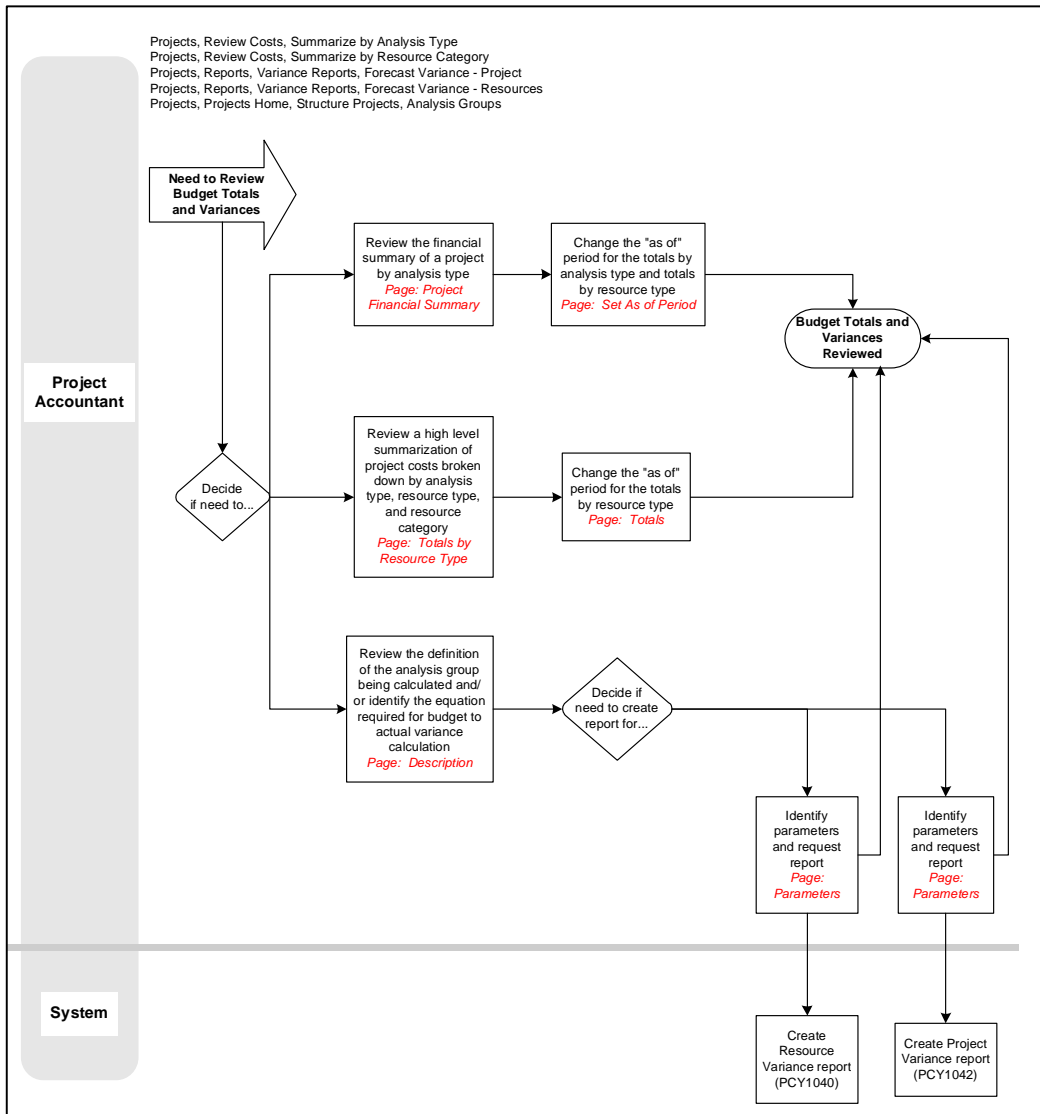 Projects, Review Costs, Summarize by Analysis Type
Projects, Review Costs, Summarize by Resource Category
Projects, Reports, Variance Reports, Forecast Variance - Project
Projects, Reports, Variance Reports, Forecast Variance - Resources
Projects, Projects Home, Structure Projects, Analysis Groups
Need to Review
Budget Totals
and Variances
Review the financial
summary of a project
by analysis type
Page: Project
Financial Summary
Change the "as of"
period for the totals by
analysis type and totals
by resource type
Page: Set As of Period
Budget Totals and
Variances
Reviewed
Project
Accountant
Decide
if need to...
Review a high level
summarization of
project costs broken
down by analysis
type, resource type,
and resource
category
Page: Totals by
Resource Type
Change the "as of"
period for the totals
by resource type
Page: Totals
Review the definition
of the analysis group
being calculated and/
or identify the equation
required for budget to
actual variance
calculation
Page: Description
Decide if
need to create
report for...
Identify
parameters
and request
report
Page:
Parameters
Identify
parameters
and request
report
Page:
Parameters
System
Create
Resource
Variance report
(PCY1040)
Create Project
Variance report
(PCY1042)